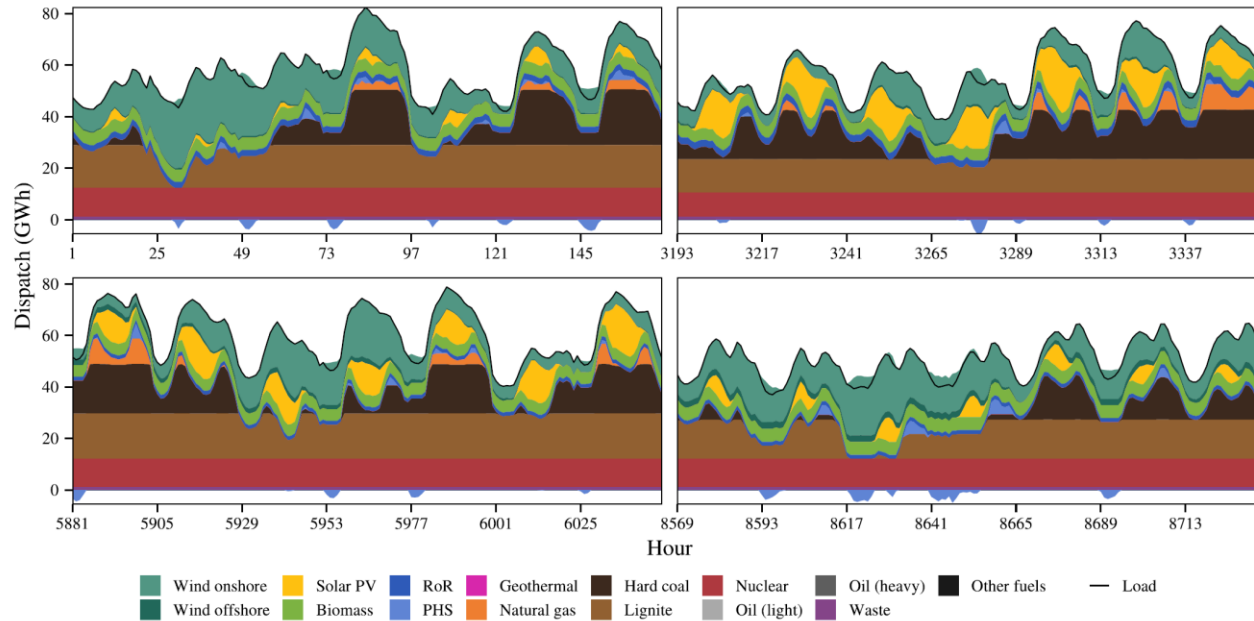 80
60
40
20
0
1 25 49 73 97 121 145
3193 3217 3241 3265 3289 3313 3337
Dispatch (GWh)
80
60
40
20
0
5881 5905 5929 5953 5977 6001 6025
8569 8593 8617 8641 8665 8689 8713
Hour
Wind onshore Solar PV RoR Geothermal Hard coal Nuclear Oil (heavy) Other fuels Load
Wind offshore Biomass PHS Natural gas Lignite Oil (light) Waste